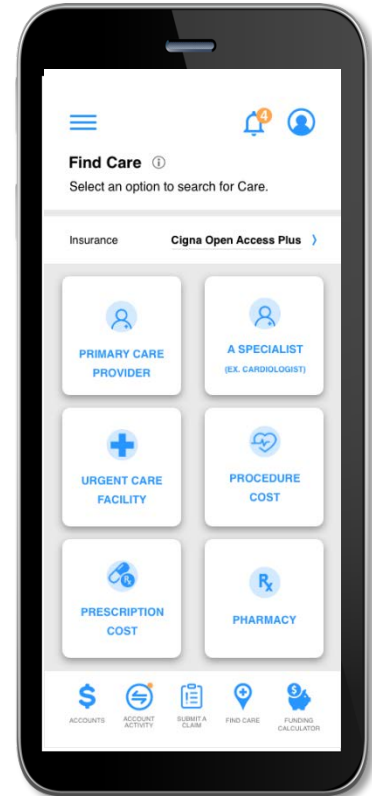 4
Find Care
Select an option to search for Care.
Insurance Cigna Open Access Plus
PRIMARY CARE
PROVIDER
A SPECIALIST
(EX. CARDIOLOGIST)
URGENT CARE
FACILITY
PROCEDURE
COST
Rx
PRESCRIPTION
COST
Rx
PHARMACY
$
ACCOUNTS
ACCOUNT
ACTIVITY
SUBMIT A
CLAIM
FIND CARE
$
FUNDING
CALCULATOR